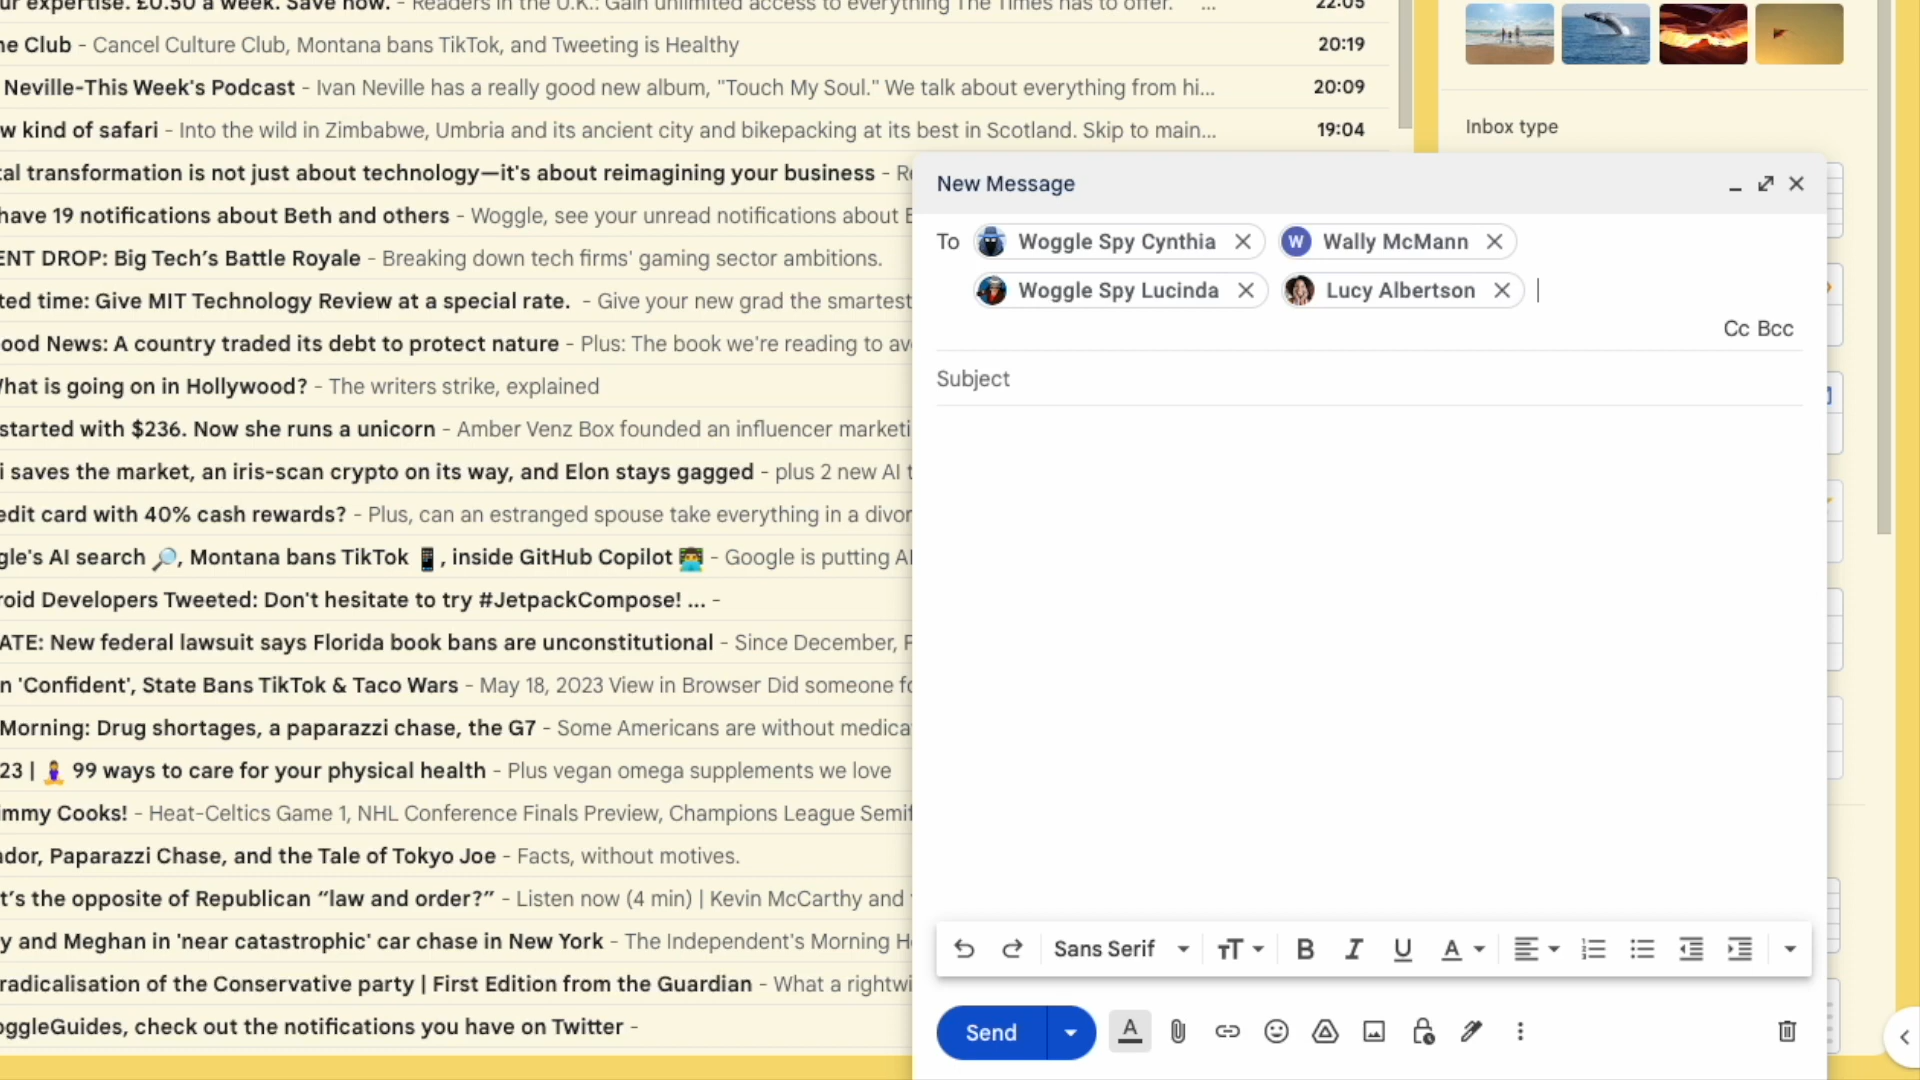 ur expertise. £0.50 a week. Save now. - Readers in the U.K.: Gain unlimited access to everything The Times has to offer. ... 22:05
ne Club - Cancel Culture Club, Montana bans TikTok, and Tweeting is Healthy 20:19
Neville-This Week's Podcast - Ivan Neville has a really good new album, "Touch My Soul." We talk about everything from hi... 20:09
w kind of safari - Into the wild in Zimbabwe, Umbria and its ancient city and bikepacking at its best in Scotland. Skip to main... 19:04
tal transformation is not just about technology—it's about reimagining your business - Re
have 19 notifications about Beth and others - Woggle, see your unread notifications about B
ENT DROP: Big Tech’s Battle Royale - Breaking down tech firms' gaming sector ambitions.
ted time: Give MIT Technology Review at a special rate. - Give your new grad the smartest
ood News: A country traded its debt to protect nature - Plus: The book we're reading to av
What is going on in Hollywood? - The writers strike, explained
started with $236. Now she runs a unicorn - Amber Venz Box founded an influencer marketi
i saves the market, an iris-scan crypto on its way, and Elon stays gagged - plus 2 new AI t
edit card with 40% cash rewards? - Plus, can an estranged spouse take everything in a divor
gle's AI search 🔎, Montana bans TikTok 📱, inside GitHub Copilot 👨‍💻 - Google is putting AI
roid Developers Tweeted: Don't hesitate to try #JetpackCompose! ... -
ATE: New federal lawsuit says Florida book bans are unconstitutional - Since December, F
n 'Confident', State Bans TikTok & Taco Wars - May 18, 2023 View in Browser Did someone fo
Morning: Drug shortages, a paparazzi chase, the G7 - Some Americans are without medica
23 | 🧘‍♀️ 99 ways to care for your physical health - Plus vegan omega supplements we love
immy Cooks! - Heat-Celtics Game 1, NHL Conference Finals Preview, Champions League Semif
ador, Paparazzi Chase, and the Tale of Tokyo Joe - Facts, without motives.
t’s the opposite of Republican “law and order?” - Listen now (4 min) | Kevin McCarthy and
y and Meghan in 'near catastrophic' car chase in New York - The Independent's Morning He
radicalisation of the Conservative party | First Edition from the Guardian - What a rightwi
oggleGuides, check out the notifications you have on Twitter -
Inbox type
New Message
To Woggle Spy Cynthia W Wally McMann
Woggle Spy Lucinda Lucy Albertson
Cc Bcc
Subject
Sans Serif
Send